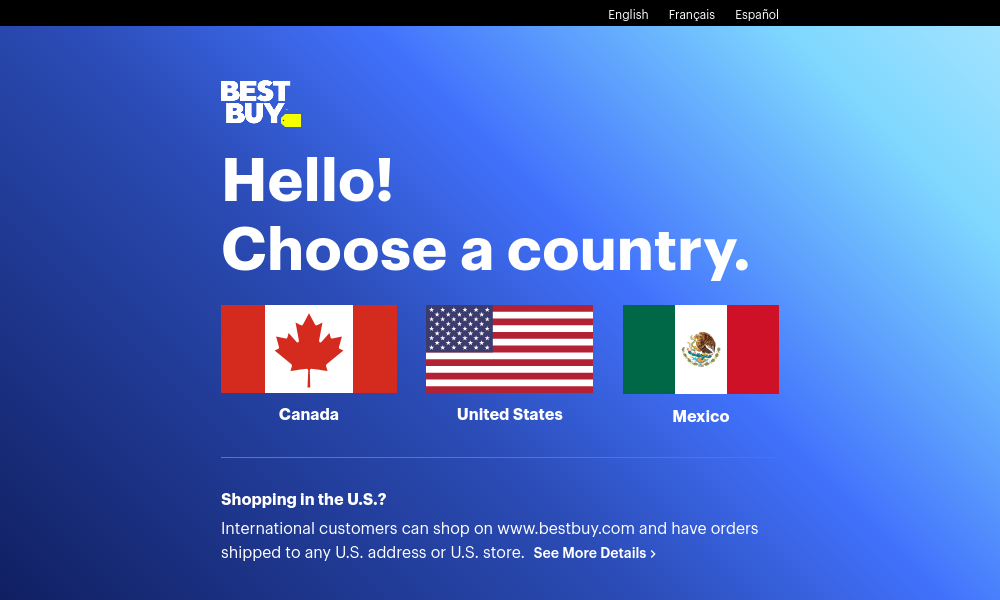 English Français Español
BEST
BUY
Hello!
Choose a country.
Canada United States Mexico
Shopping in the U.S.?
International customers can shop on www.bestbuy.com and have orders
shipped to any U.S. address or U.S. store. See More Details ›